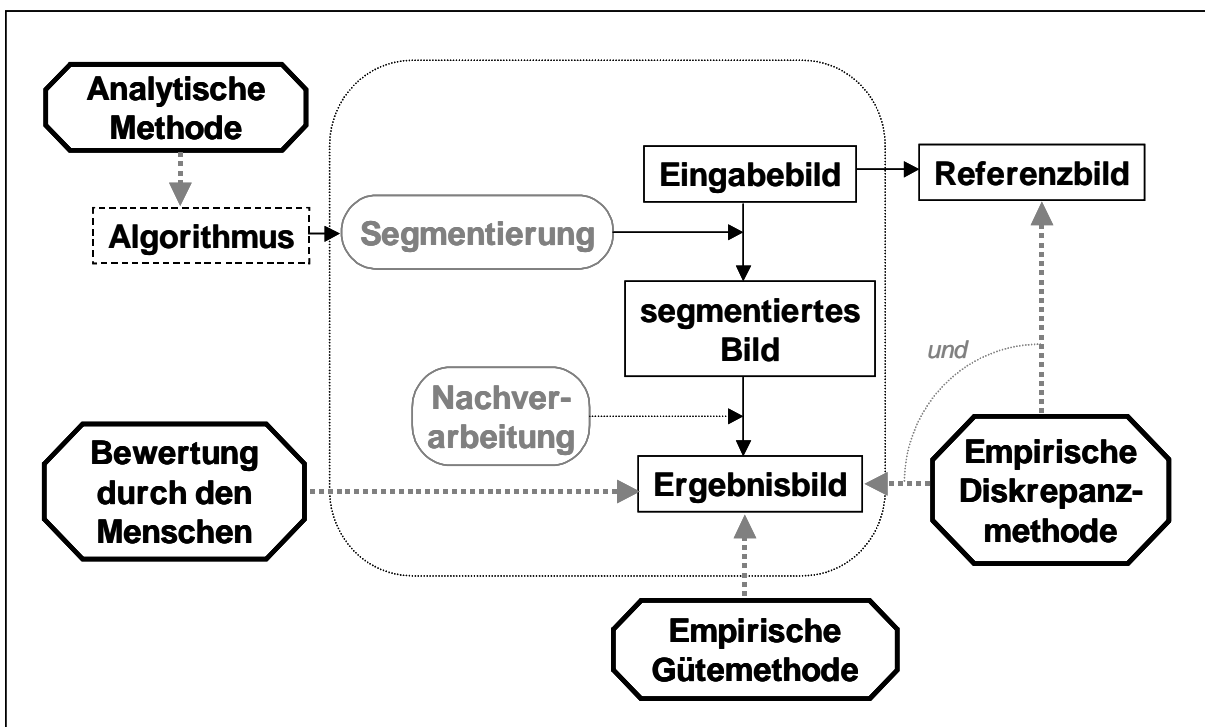 Analytische
Methode
Eingabebild
Referenzbild
Algorithmus
Segmentierung
segmentiertes
Bild
und
Nachver-
arbeitung
Bewertung
durch den
Menschen
Ergebnisbild
Empirische
Diskrepanz-
methode
Empirische
Gütemethode